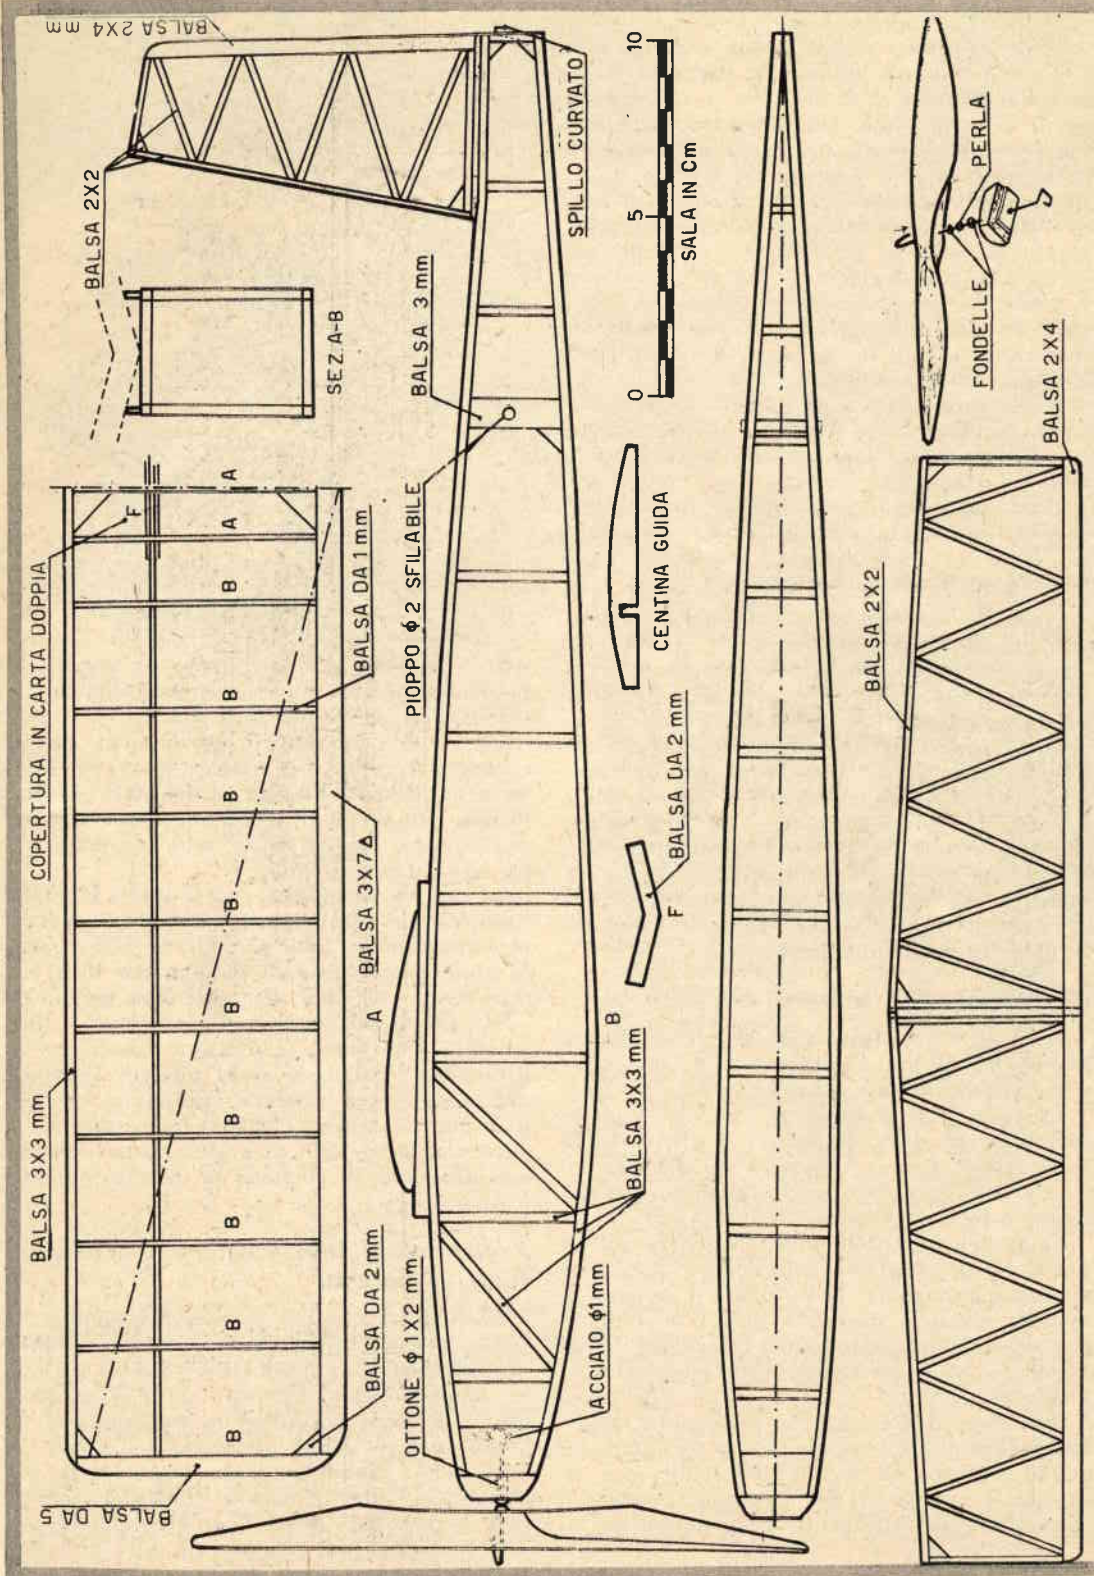 BALSA 2X4 mm
BALSA 2X2
SEZ. A-B
SPILLO CURVATO
BALSA 3 mm
10
5
0
SALA IN Cm
PERLA
FONDELLE
BALSA 2X4
COPERTURA IN CARTA DOPPIA
F
A
A
B
B
B
B
B
B
B
B
B
BALSA DA 1 mm
PIOPPO ϕ 2 SFILABILE
CENTINA GUIDA
BALSA 2X2
BALSA 3X7 Δ
BALSA DA 2 mm
F
A
B
BALSA 3X3 mm
BALSA 3X3 mm
BALSA DA 2 mm
OTTONE ϕ 1X2 mm
ACCIAIO ϕ1mm
BALSA DA 5